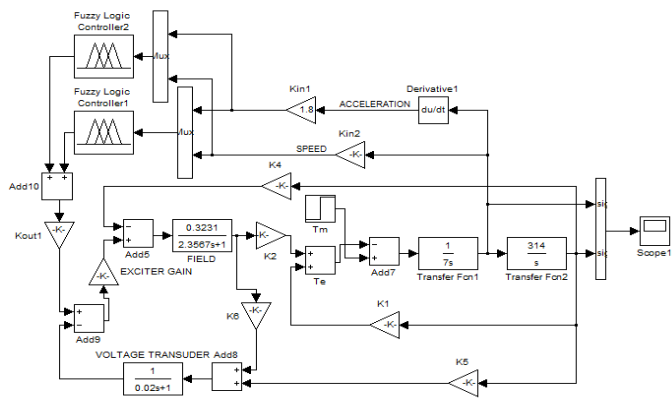 Fuzzy Logic
Controller2
Mux
Fuzzy Logic
Controller1
Mux
Kin1
1.8
ACCELERATION
Derivative1
du/dt
Kin2
-K-
SPEED
Add10
+ +
Kout1
-K-
K4
-K-
-
+
Add5
0.3231
2.3567s+1
FIELD
-K-
K2
Tm
+
+
Te
-
+
Add7
1
7s
Transfer Fcn1
314
s
Transfer Fcn2
sig
sig
Scope1
-K-
EXCITER GAIN
K6
-K-
K1
-K-
+
-
Add9
VOLTAGE TRANSUDER
Add8
1
0.02s+1
+
+
K5
-K-